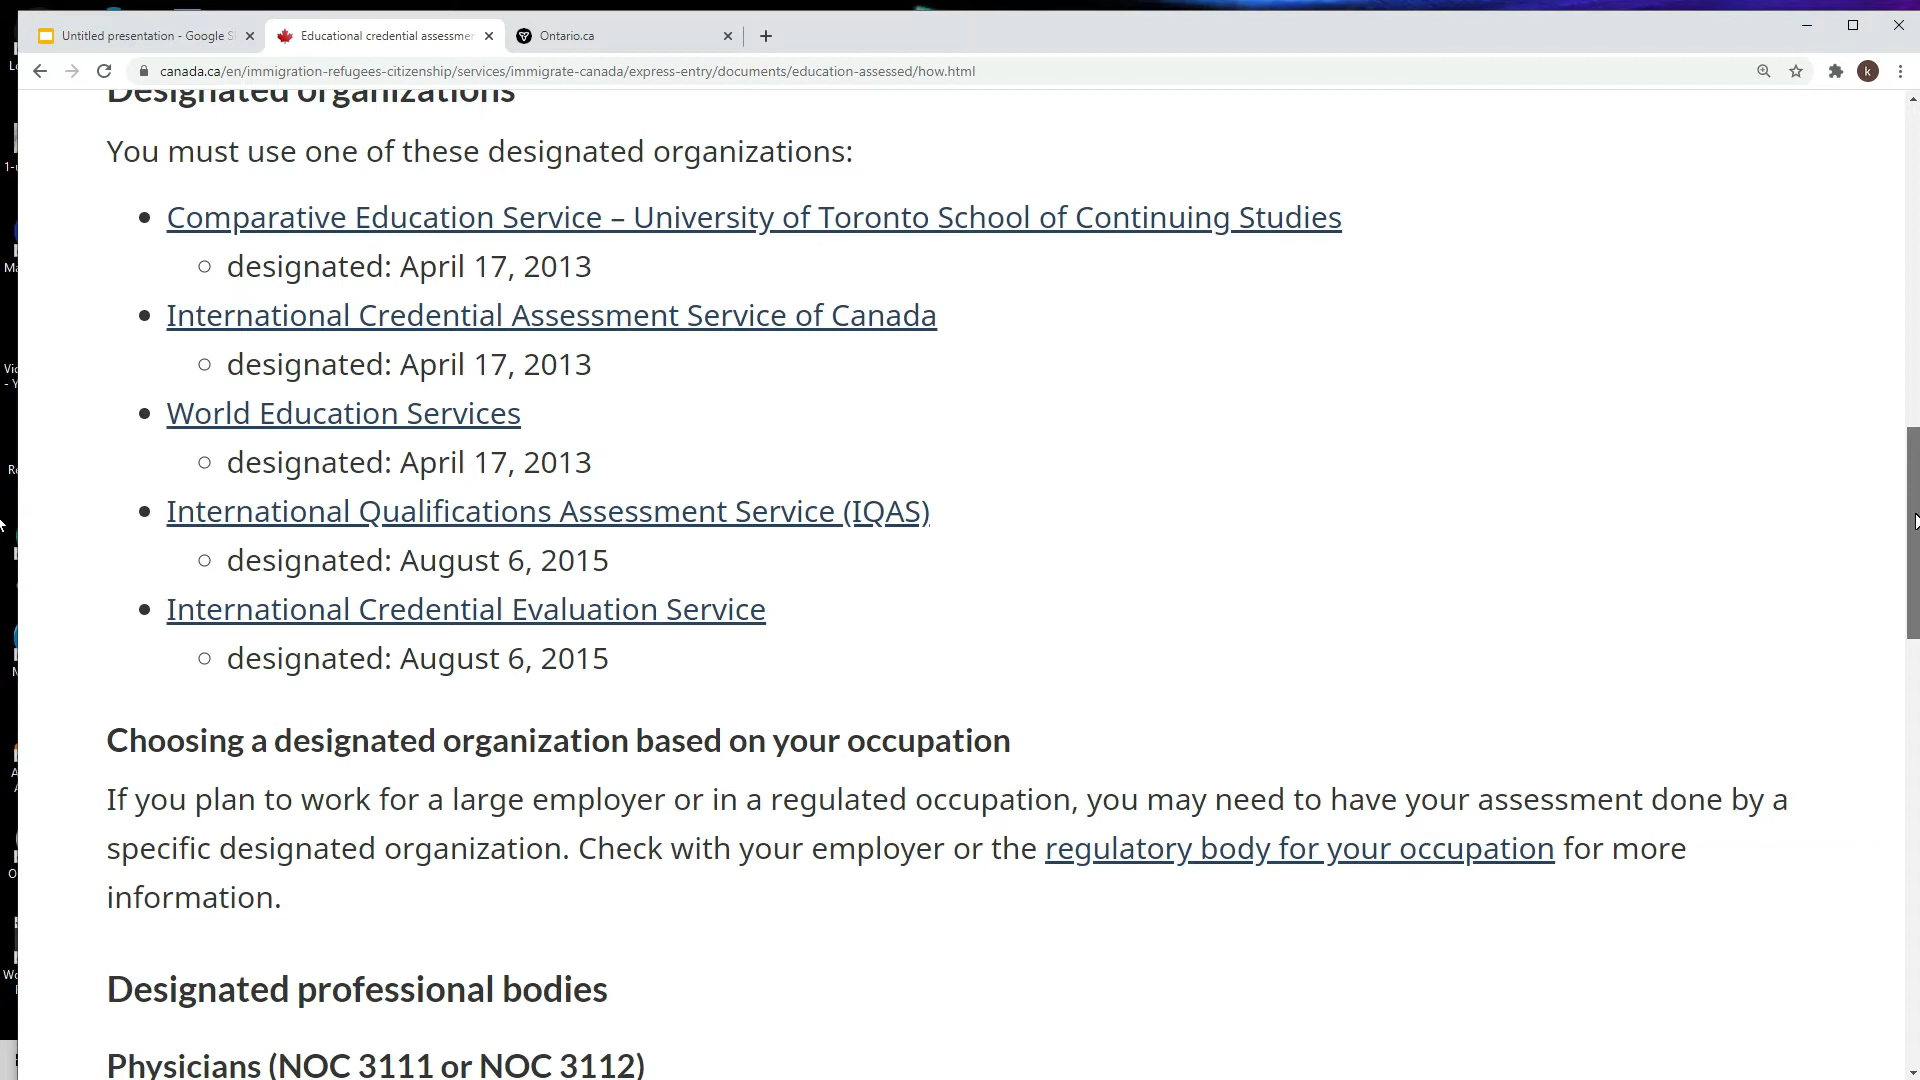 Untitled presentation - Google S
Educational credential assessmen
Ontario.ca
canada.ca/en/immigration-refugees-citizenship/services/immigrate-canada/express-entry/documents/education-assessed/how.html
k
Designated organizations
You must use one of these designated organizations:
Comparative Education Service – University of Toronto School of Continuing Studies
designated: April 17, 2013
International Credential Assessment Service of Canada
designated: April 17, 2013
World Education Services
designated: April 17, 2013
International Qualifications Assessment Service (IQAS)
designated: August 6, 2015
International Credential Evaluation Service
designated: August 6, 2015
Choosing a designated organization based on your occupation
If you plan to work for a large employer or in a regulated occupation, you may need to have your assessment done by a
specific designated organization. Check with your employer or the regulatory body for your occupation for more
information.
Designated professional bodies
Physicians (NOC 3111 or NOC 3112)